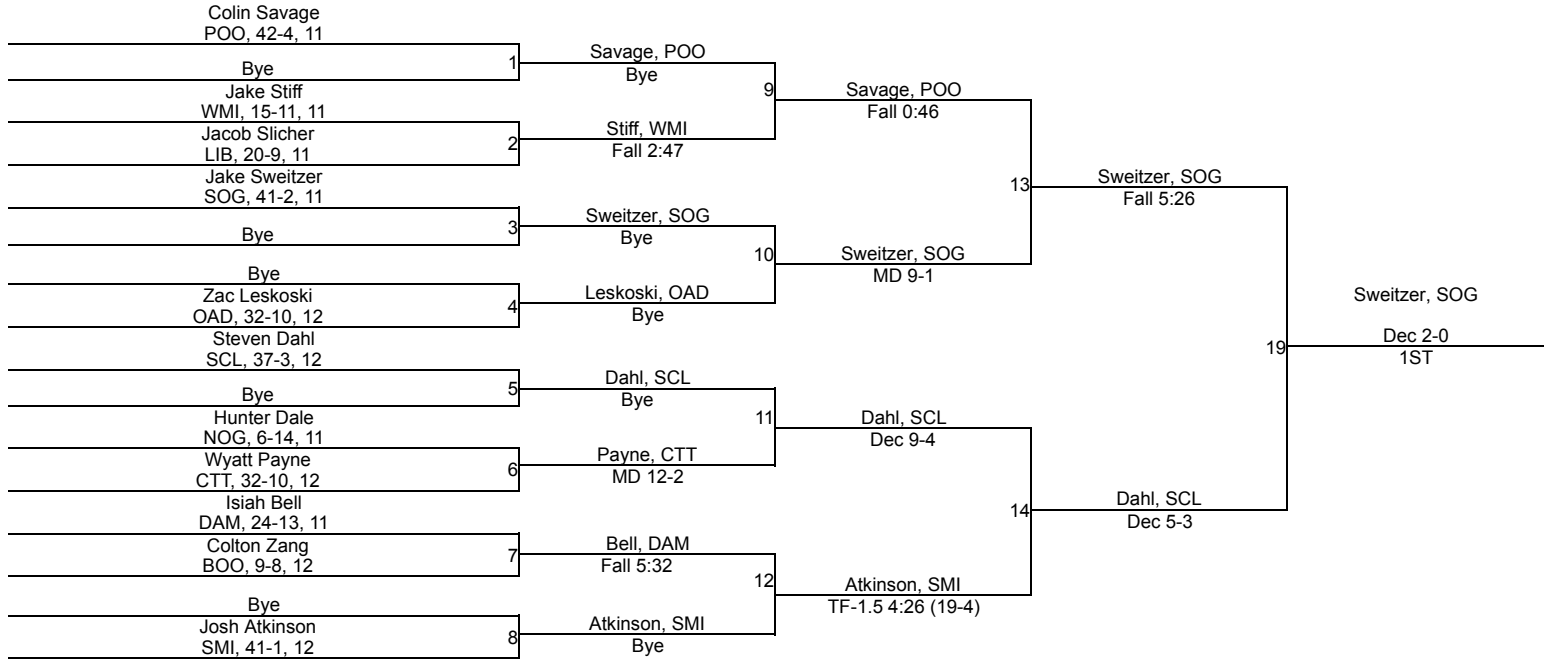 Colin Savage
POO, 42-4, 11
Bye
1
Jake Stiff
WMI, 15-11, 11
Jacob Slicher
LIB, 20-9, 11
2
Jake Sweitzer
SOG, 41-2, 11
Bye
3
Bye
Zac Leskoski
OAD, 32-10, 12
4
Steven Dahl
SCL, 37-3, 12
Bye
5
Hunter Dale
NOG, 6-14, 11
Wyatt Payne
CTT, 32-10, 12
6
Isiah Bell
DAM, 24-13, 11
Colton Zang
BOO, 9-8, 12
7
Bye
Josh Atkinson
SMI, 41-1, 12
8
Savage, POO
Bye
9
Stiff, WMI
Fall 2:47
Sweitzer, SOG
Bye
10
Leskoski, OAD
Bye
Dahl, SCL
Bye
11
Payne, CTT
MD 12-2
Bell, DAM
Fall 5:32
12
Atkinson, SMI
Bye
Savage, POO
Fall 0:46
13
Sweitzer, SOG
MD 9-1
Dahl, SCL
Dec 9-4
14
Atkinson, SMI
TF-1.5 4:26 (19-4)
Sweitzer, SOG
Fall 5:26
19
Dahl, SCL
Dec 5-3
Sweitzer, SOG
Dec 2-0
1ST